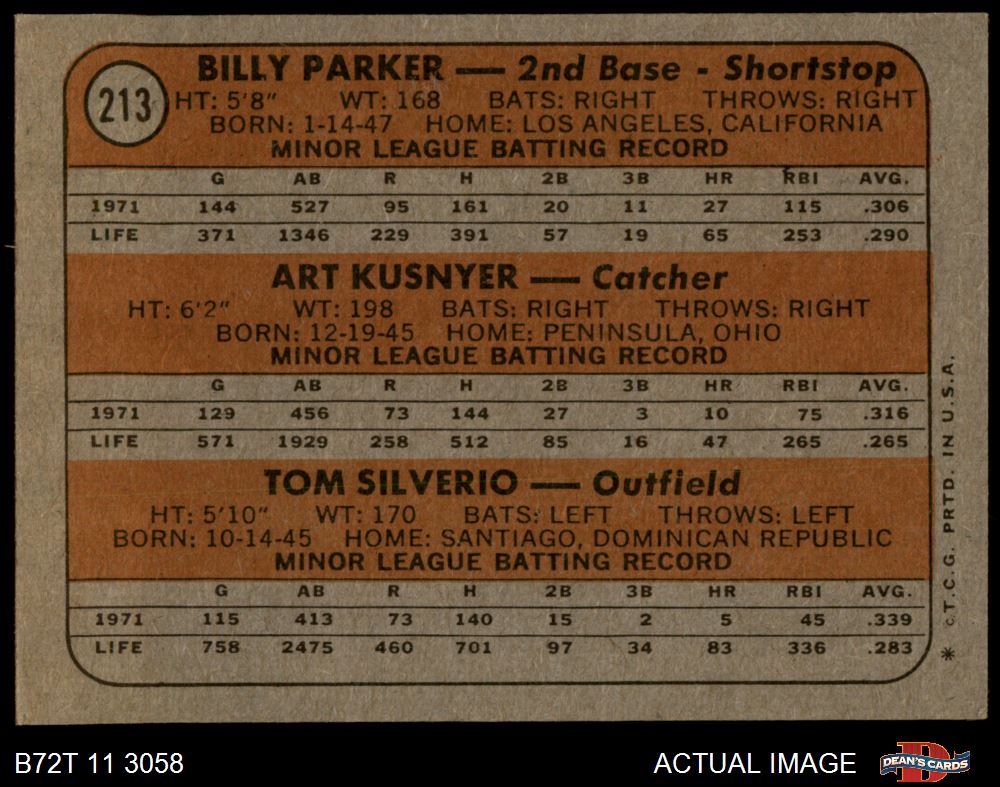 213
BILLY PARKER — 2nd Base - Shortstop
HT: 5'8" WT: 168 BATS: RIGHT THROWS: RIGHT
BORN: 1-14-47 HOME: LOS ANGELES, CALIFORNIA
MINOR LEAGUE BATTING RECORD
G AB R H 2B 3B HR RBI AVG.
1971 144 527 95 161 20 11 27 115 .306
LIFE 371 1346 229 391 57 19 65 253 .290
ART KUSNYER — Catcher
HT: 6'2" WT: 198 BATS: RIGHT THROWS: RIGHT
BORN: 12-19-45 HOME: PENINSULA, OHIO
MINOR LEAGUE BATTING RECORD
G AB R H 2B 3B HR RBI AVG.
1971 129 456 73 144 27 3 10 75 .316
LIFE 571 1929 258 512 85 16 47 265 .265
TOM SILVERIO — Outfield
HT: 5'10" WT: 170 BATS: LEFT THROWS: LEFT
BORN: 10-14-45 HOME: SANTIAGO, DOMINICAN REPUBLIC
MINOR LEAGUE BATTING RECORD
G AB R H 2B 3B HR RBI AVG.
1971 115 413 73 140 15 2 5 45 .339
LIFE 758 2475 460 701 97 34 83 336 .283
* ©T.C.G. PRTD. IN U.S.A.
B72T 11 3058
ACTUAL IMAGE
D
DEAN'S CARDS